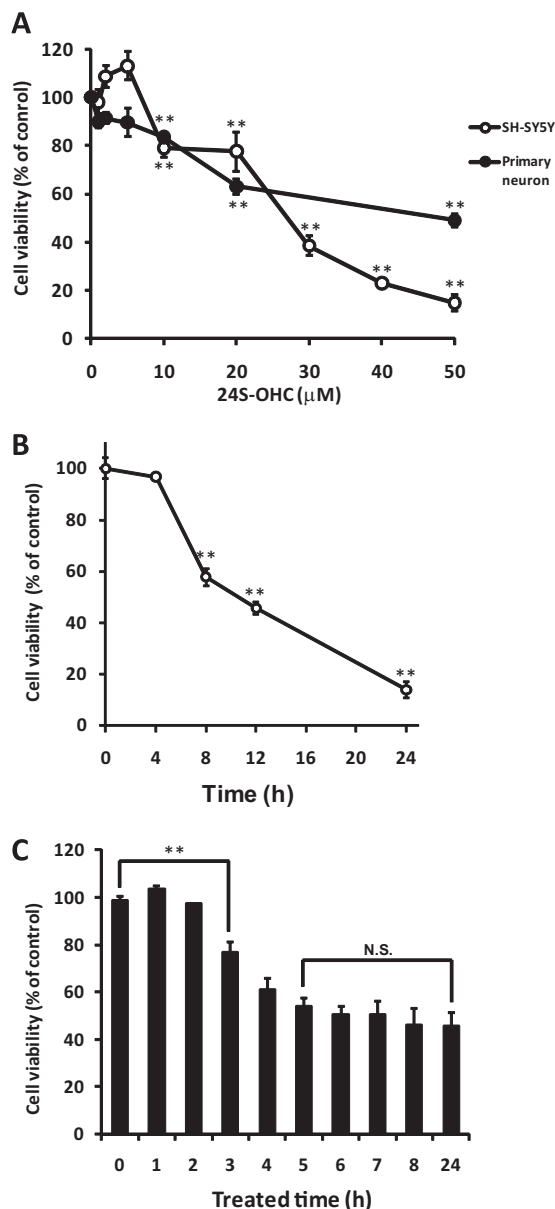 A
120
100
80
60
40
20
0
Cell viability (% of conrol)
** **
** **
**
**
**
**
**
0 10 20 30 40 50
24S-OHC (μM)
SH-SY5Y
Primary
neuron
B
100
80
60
40
20
0
Cell viability (% of control)
**
**
**
0 4 8 12 16 20 24
Time (h)
C
120
100
80
60
40
20
0
Cell viability (% of control)
**
N.S.
0 1 2 3 4 5 6 7 8 24
Treated time (h)